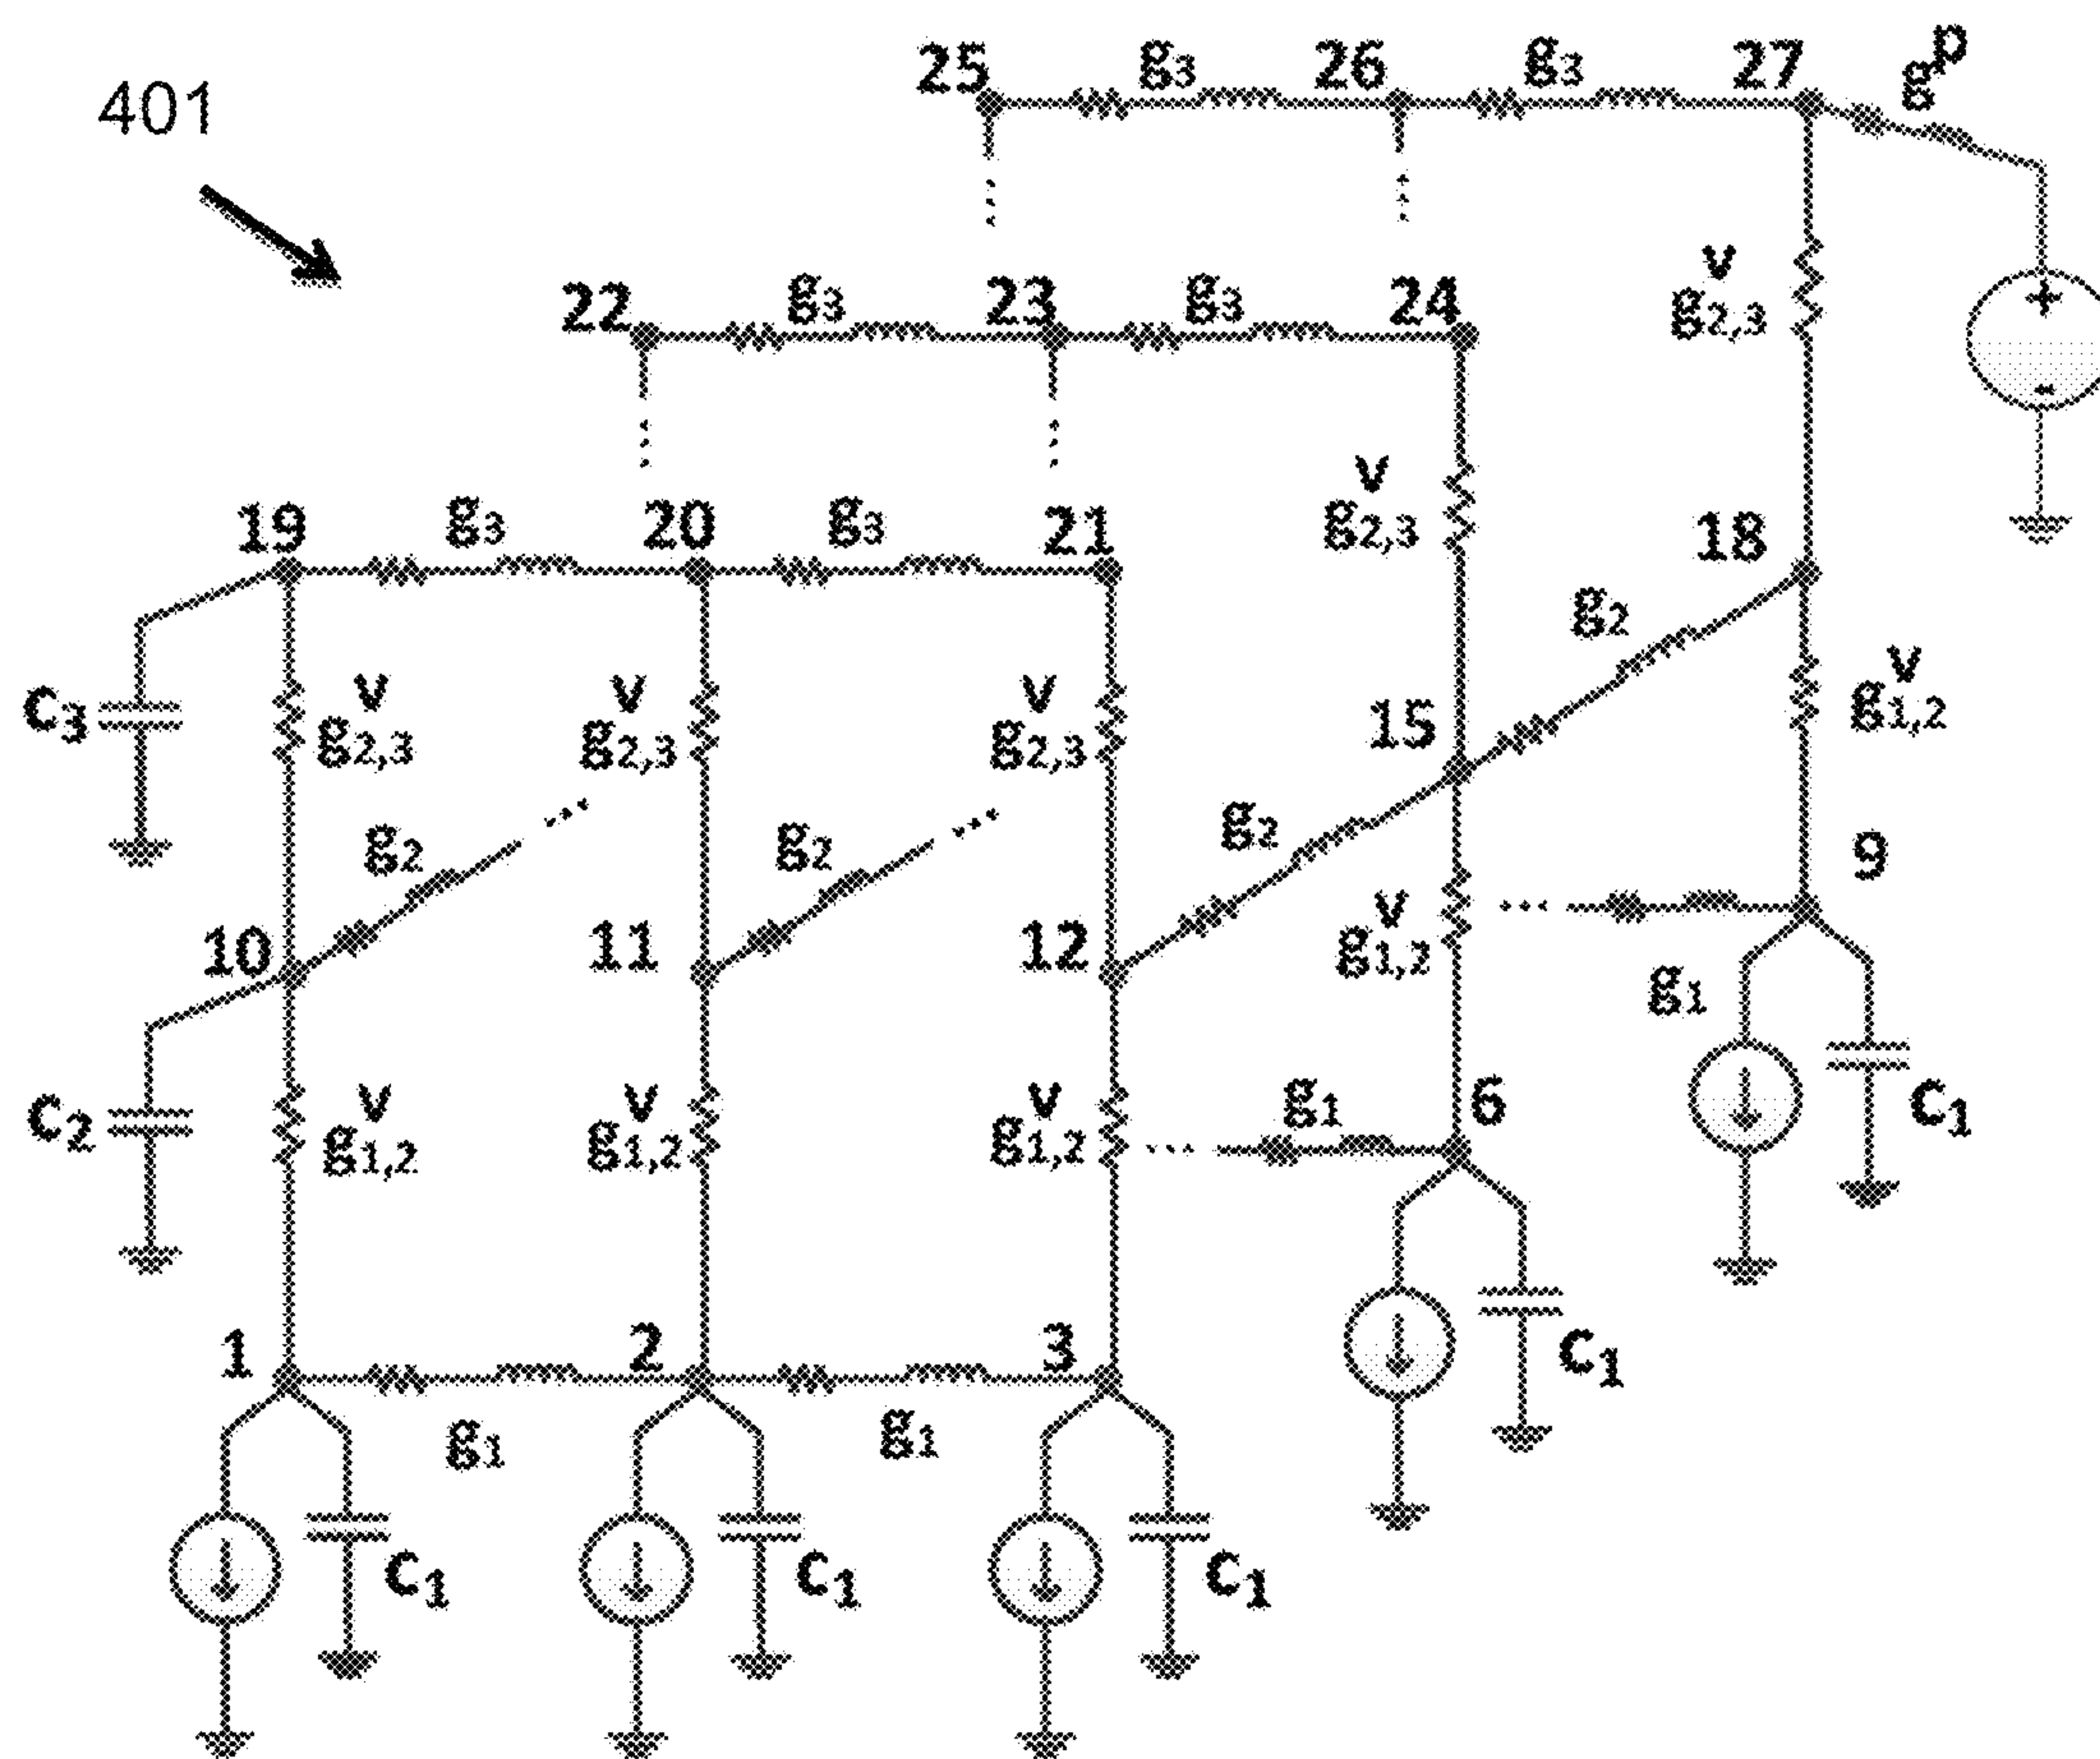 25 g3 26 g3 27 gp
401
22 g3 23 g3 24
v
g2,3
19 g3 20 g3 21
v
g2,3
18
g2
v
g2,3
v
g2,3
v
g2,3
c3
15
v
g1,2
g2
g2
g2
9
10 11 12
v
g1,2
g1
c2
v
g1,2
v
g1,2
v
g1,2
g1 6
c1
1 2 3
g1 g1
c1
c1 c1 c1
+
-